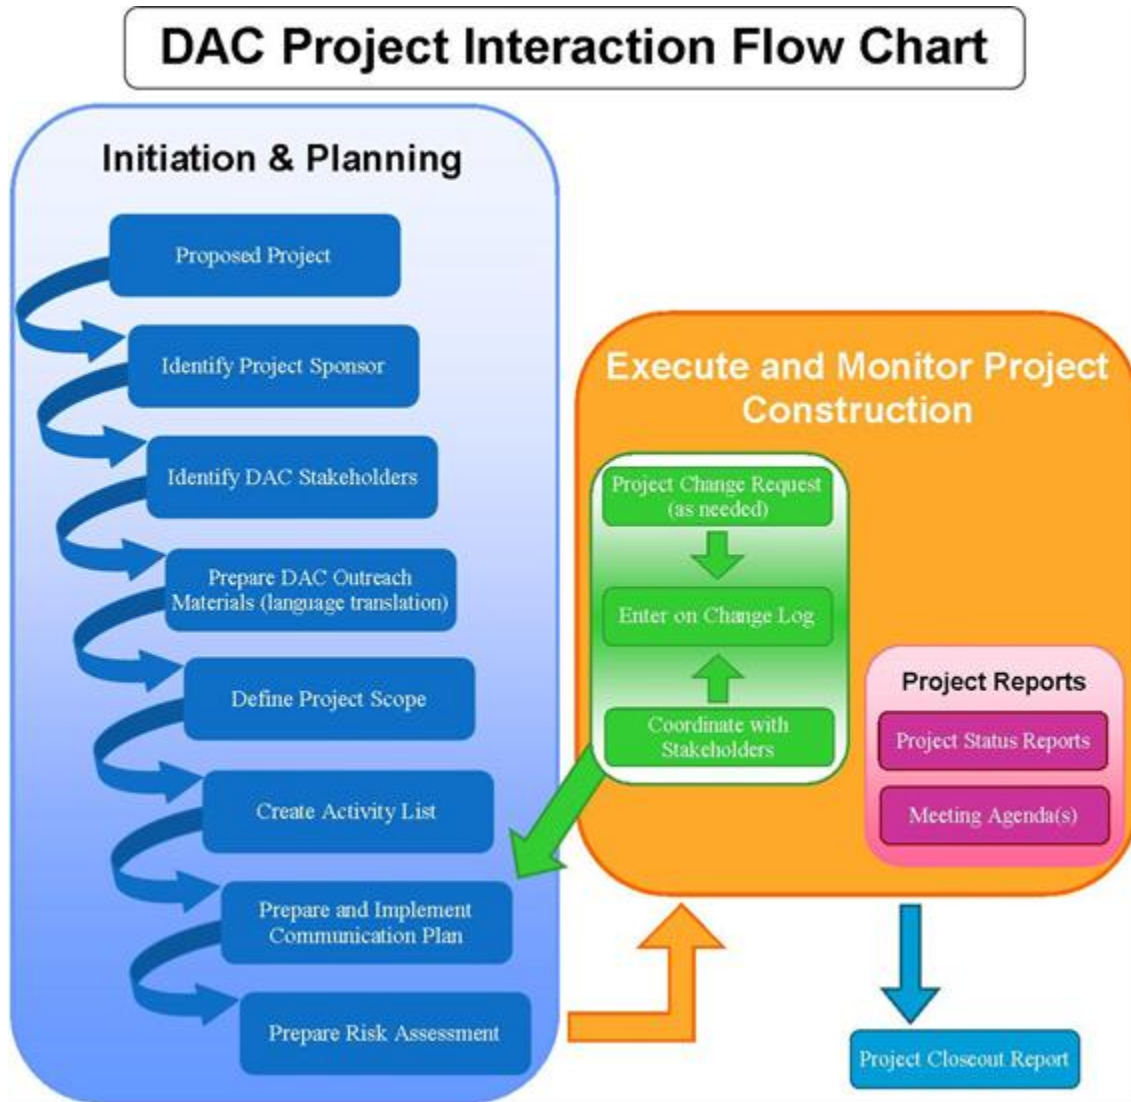 DAC Project Interaction Flow Chart
Initiation & Planning
Proposed Project
Identify Project Sponsor
Identify DAC Stakeholders
Prepare DAC Outreach
Materials (language translation)
Define Project Scope
Create Activity List
Prepare and Implement
Communication Plan
Prepare Risk Assessment
Execute and Monitor Project
Construction
Project Change Request
(as needed)
Enter on Change Log
Coordinate with
Stakeholders
Project Reports
Project Status Reports
Meeting Agenda(s)
Project Closeout Report